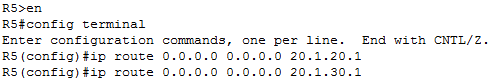 R5>en
R5#config terminal
Enter configuration commands, one per line.  End with CNTL/Z.
R5(config)#ip route 0.0.0.0 0.0.0.0 20.1.20.1
R5(config)#ip route 0.0.0.0 0.0.0.0 20.1.30.1